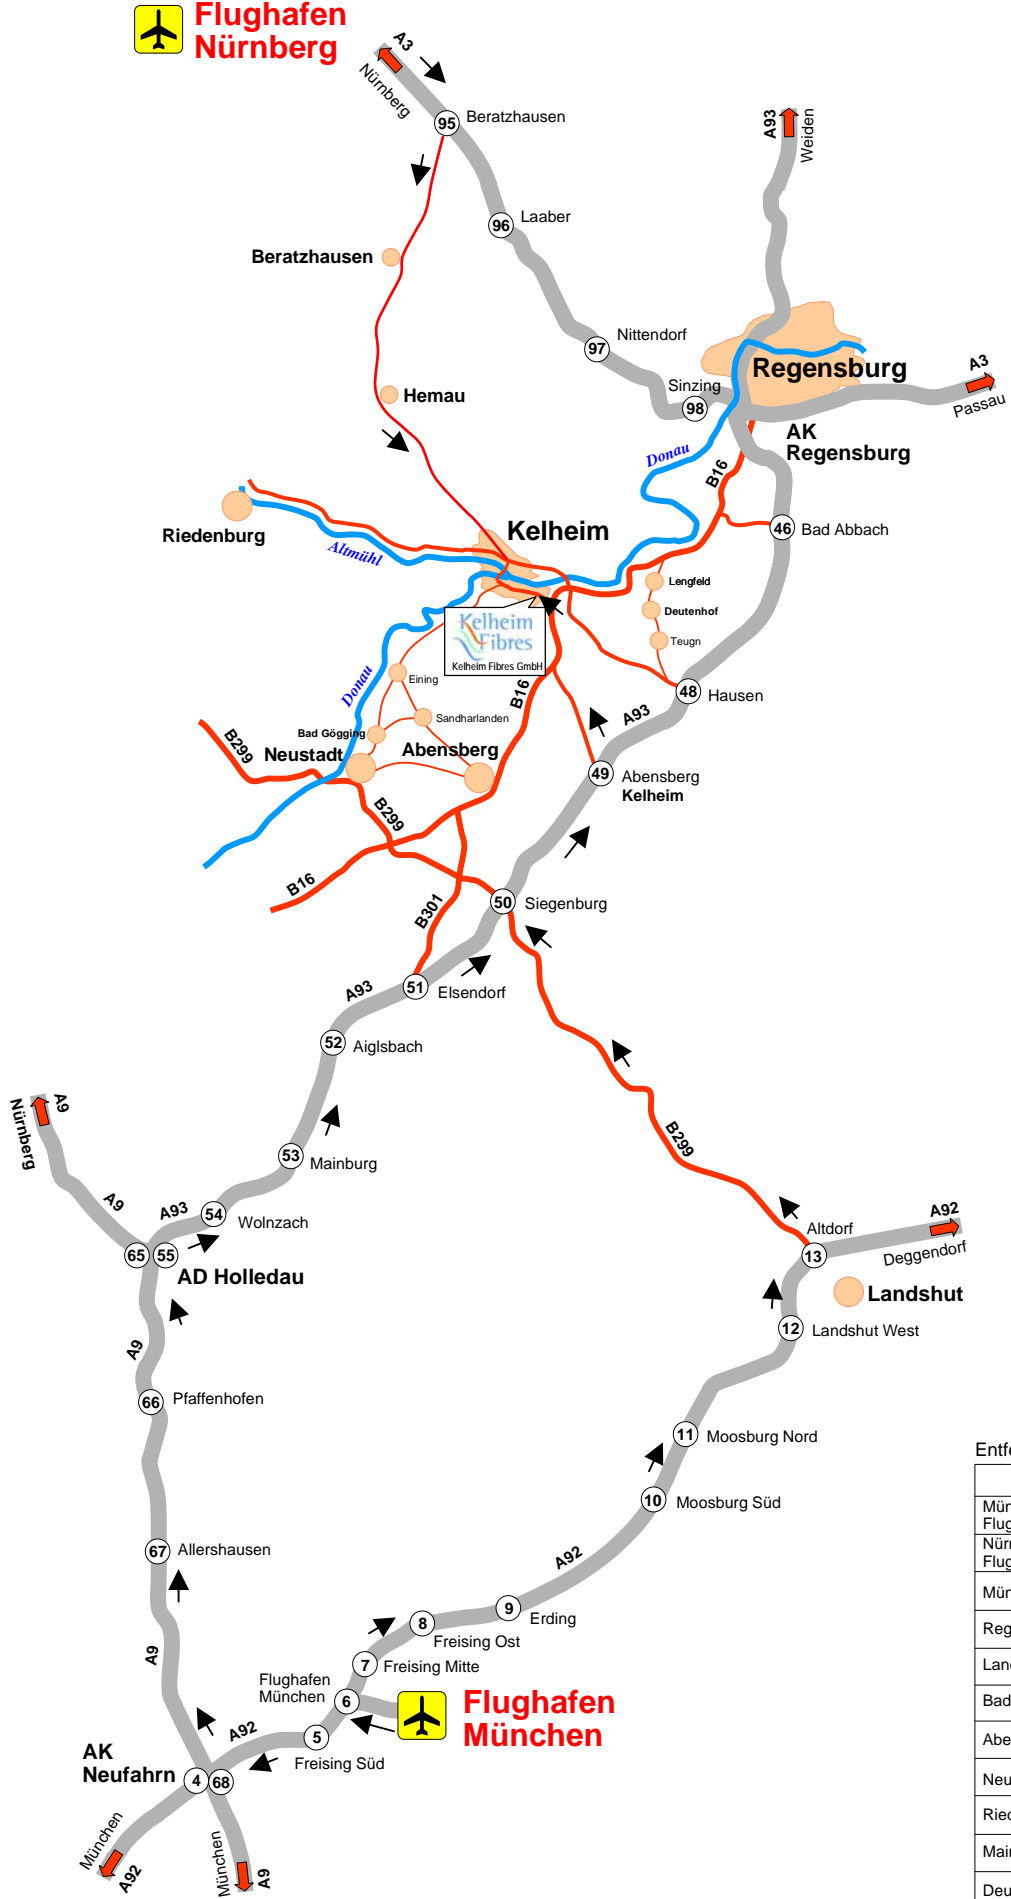 Flughafen
Nürnberg
A3
Nürnberg
95
Beratzhausen
A93
Weiden
96
Laaber
Beratzhausen
97
Nittendorf
Regensburg
A3
Passau
Sinzing
98
Hemau
AK
Regensburg
Donau
B16
Riedenburg
Altmühl
Kelheim
46
Bad Abbach
Lengfeld
Deutenhof
Teugn
Kelheim
Fibres
Kelheim Fibres GmbH
Donau
Eining
B16
48
Hausen
A93
Sandharlanden
Bad Gögging
B299
Neustadt
Abensberg
49
Abensberg
Kelheim
B299
B16
B301
50
Siegenburg
A93
51
Elsendorf
52
Aiglsbach
A9
Nürnberg
53
Mainburg
B299
A9
A93
54
Wolnzach
65
55
AD Holledau
Altdorf
13
A92
Deggendorf
Landshut
A9
12
Landshut West
66
Pfaffenhofen
11
Moosburg Nord
10
Moosburg Süd
67
Allershausen
A92
9
Erding
8
Freising Ost
7
Freising Mitte
A9
Flughafen
München
6
Flughafen
München
A92
5
Freising Süd
AK
Neufahrn
4
68
München
A92
München
A9